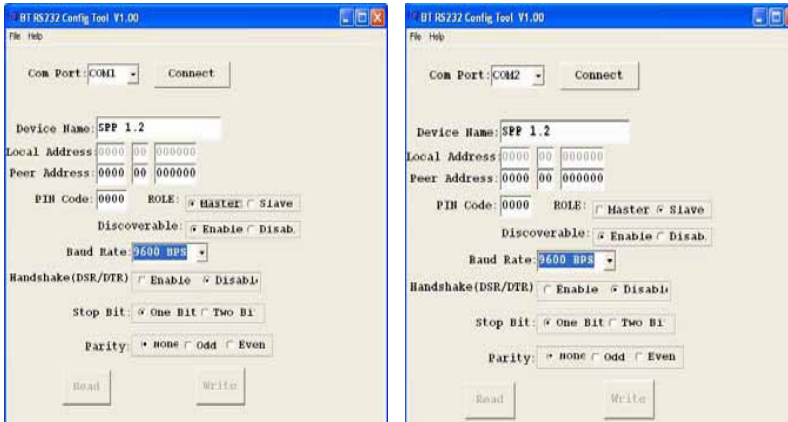 BT RS232 Config Tool V1.00
File Help
Com Port: COM1 Connect
Device Name: SPP 1.2
Local Address 0000 00 000000
Peer Address: 0000 00 000000
PIN Code: 0000 ROLE: Master Slave
Discoverable: Enable Disab.
Baud Rate: 9600 BPS
Handshake(DSR/DTR) Enable Disabl
Stop Bit: One Bit Two Bi
Parity: None Odd Even
Read Write
BT RS232 Config Tool V1.00
File Help
Com Port: COM2 Connect
Device Name: SPP 1.2
Local Address 0000 00 000000
Peer Address: 0000 00 000000
PIN Code: 0000 ROLE: Master Slave
Discoverable: Enable Disab.
Baud Rate: 9600 BPS
Handshake(DSR/DTR) Enable Disabl
Stop Bit: One Bit Two Bi
Parity: None Odd Even
Read Write